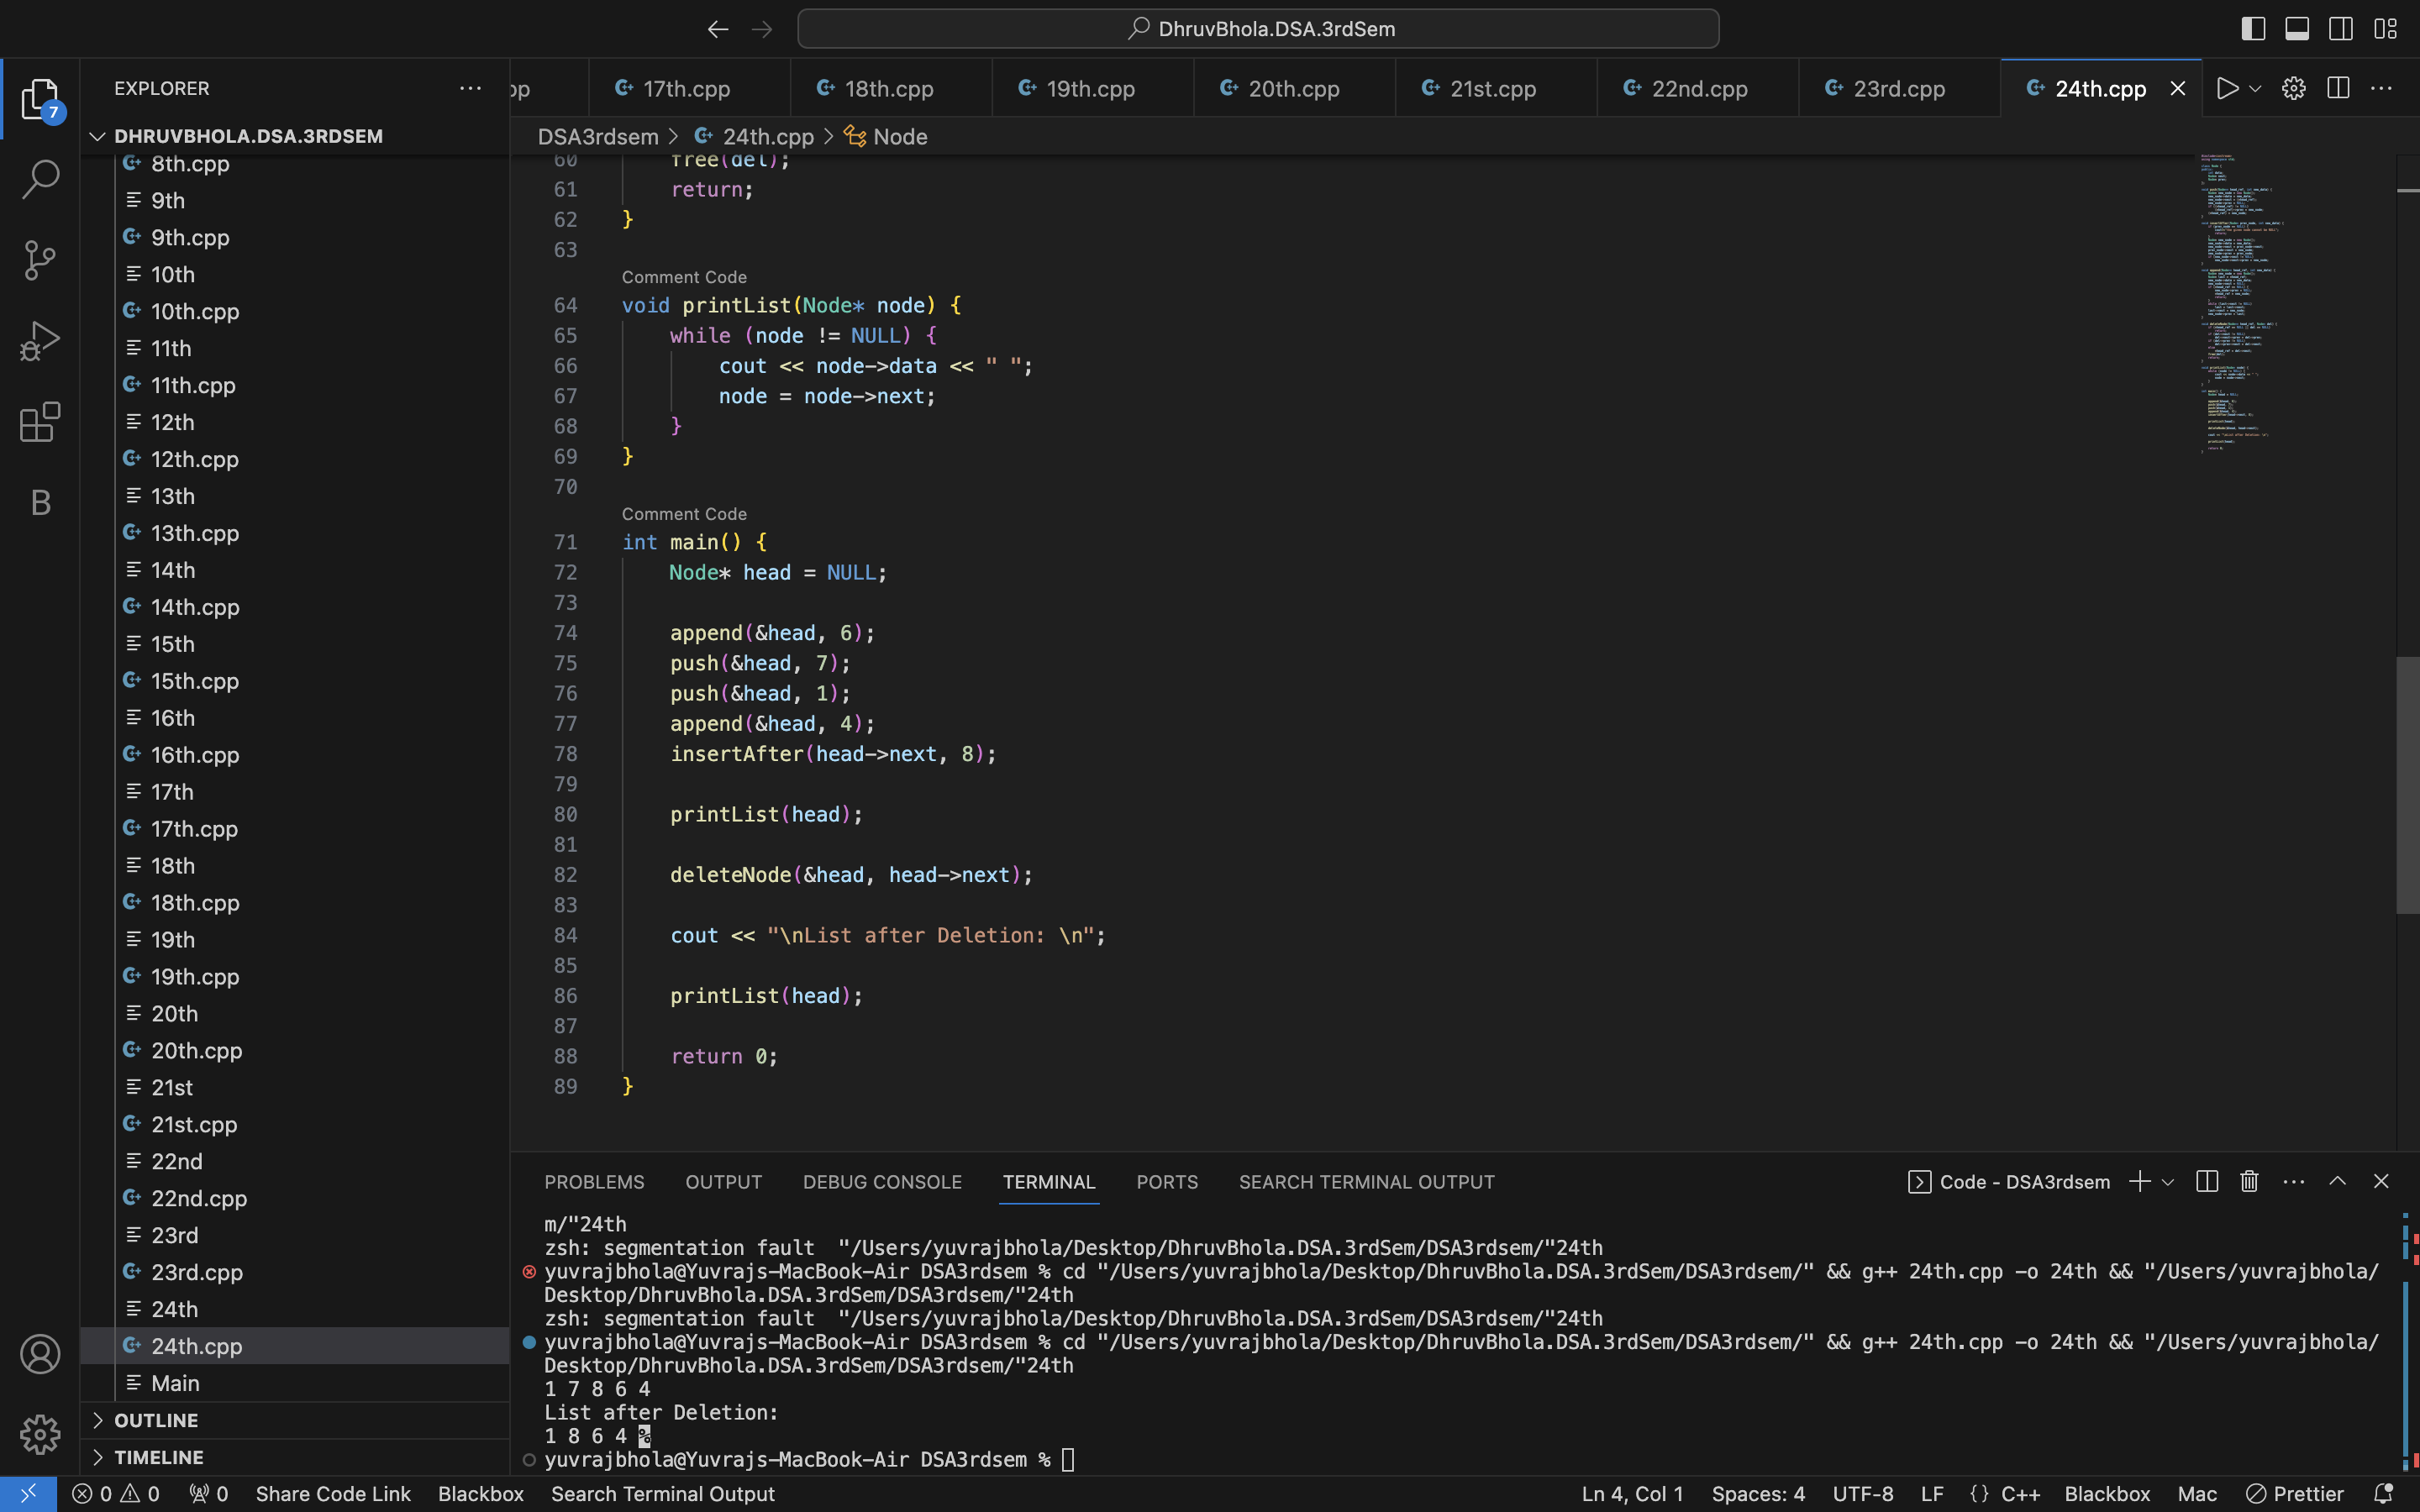 DhruvBhola.DSA.3rdSem
7
B
EXPLORER
DHRUVBHOLA.DSA.3RDSEM
8th.cpp
9th
9th.cpp
10th
10th.cpp
11th
11th.cpp
12th
12th.cpp
13th
13th.cpp
14th
14th.cpp
15th
15th.cpp
16th
16th.cpp
17th
17th.cpp
18th
18th.cpp
19th
19th.cpp
20th
20th.cpp
21st
21st.cpp
22nd
22nd.cpp
23rd
23rd.cpp
24th
24th.cpp
Main
OUTLINE
TIMELINE
pp 17th.cpp 18th.cpp 19th.cpp 20th.cpp 21st.cpp 22nd.cpp 23rd.cpp 24th.cpp
DSA3rdsem > 24th.cpp > Node
60 free(del);
61 return;
62 }
63
Comment Code
64 void printList(Node* node) {
65 while (node != NULL) {
66 cout << node->data << " ";
67 node = node->next;
68 }
69 }
70
Comment Code
71 int main() {
72 Node* head = NULL;
73
74 append(&head, 6);
75 push(&head, 7);
76 push(&head, 1);
77 append(&head, 4);
78 insertAfter(head->next, 8);
79
80 printList(head);
81
82 deleteNode(&head, head->next);
83
84 cout << "\nList after Deletion: \n";
85
86 printList(head);
87
88 return 0;
89 }
PROBLEMS OUTPUT DEBUG CONSOLE TERMINAL PORTS SEARCH TERMINAL OUTPUT Code - DSA3rdsem
m/"24th
zsh: segmentation fault "/Users/yuvrajbhola/Desktop/DhruvBhola.DSA.3rdSem/DSA3rdsem/"24th
yuvrajbhola@Yuvrajs-MacBook-Air DSA3rdsem % cd "/Users/yuvrajbhola/Desktop/DhruvBhola.DSA.3rdSem/DSA3rdsem/" && g++ 24th.cpp -o 24th && "/Users/yuvrajbhola/
Desktop/DhruvBhola.DSA.3rdSem/DSA3rdsem/"24th
zsh: segmentation fault "/Users/yuvrajbhola/Desktop/DhruvBhola.DSA.3rdSem/DSA3rdsem/"24th
yuvrajbhola@Yuvrajs-MacBook-Air DSA3rdsem % cd "/Users/yuvrajbhola/Desktop/DhruvBhola.DSA.3rdSem/DSA3rdsem/" && g++ 24th.cpp -o 24th && "/Users/yuvrajbhola/
Desktop/DhruvBhola.DSA.3rdSem/DSA3rdsem/"24th
1 7 8 6 4
List after Deletion:
1 8 6 4 %
yuvrajbhola@Yuvrajs-MacBook-Air DSA3rdsem %
0 0 0 Share Code Link Blackbox Search Terminal Output Ln 4, Col 1 Spaces: 4 UTF-8 LF {} C++ Blackbox Mac Prettier